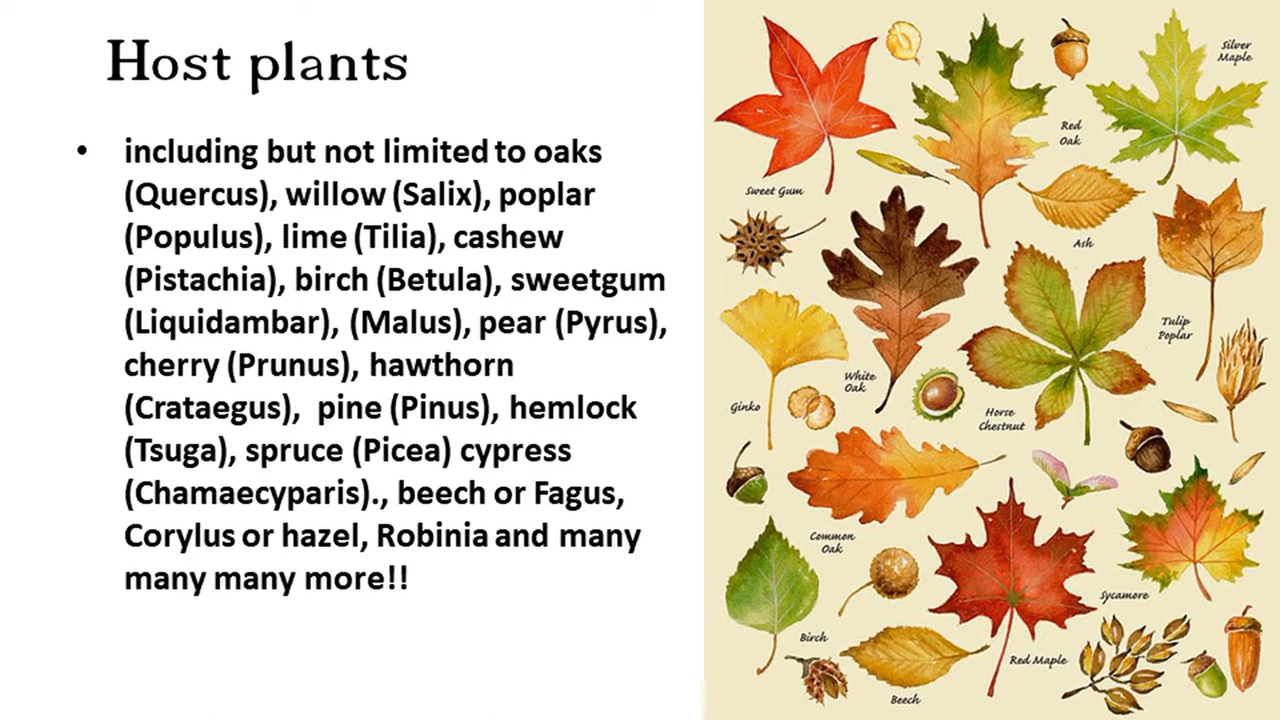 Host plants
• including but not limited to oaks
(Quercus), willow (Salix), poplar
(Populus), lime (Tilia), cashew
(Pistachia), birch (Betula), sweetgum
(Liquidambar), (Malus), pear (Pyrus),
cherry (Prunus), hawthorn
(Crataegus), pine (Pinus), hemlock
(Tsuga), spruce (Picea) cypress
(Chamaecyparis)., beech or Fagus,
Corylus or hazel, Robinia and many
many many more!!
Silver
Maple
Red
Oak
Sweet Gum
Ash
Tulip
Poplar
White
Oak
Ginko
Horse
Chestnut
Common
Oak
Sycamore
Birch
Red Maple
Beech